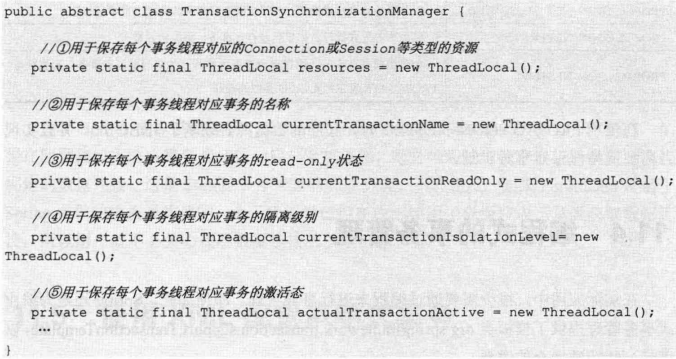 public abstract class TransactionSynchronizationManager {
//①用于保存每个事务线程对应的Connection或Session等类型的资源
private static final ThreadLocal resources = new ThreadLocal();
//②用于保存每个事务线程对应事务的名称
private static final ThreadLocal currentTransactionName = new ThreadLocal();
//③用于保存每个事务线程对应事务的read-only状态
private static final ThreadLocal currentTransactionReadOnly = new ThreadLocal();
//④用于保存每个事务线程对应事务的隔离级别
private static final ThreadLocal currentTransactionIsolationLevel= new
ThreadLocal();
//⑤用于保存每个事务线程对应事务的激活态
private static final ThreadLocal actualTransactionActive = new ThreadLocal();
…
}